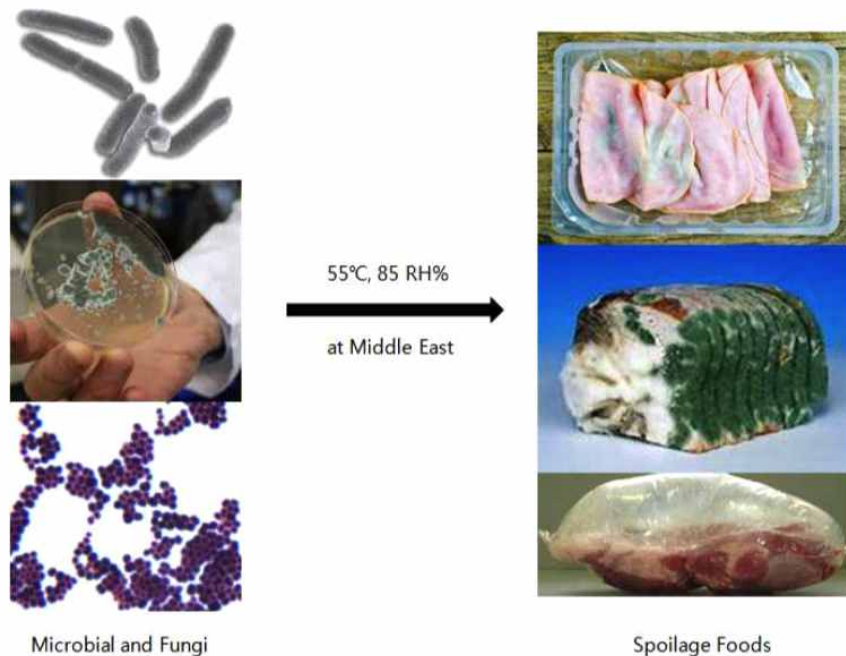 55℃, 85 RH%
at Middle East
Microbial and Fungi
Spoilage Foods